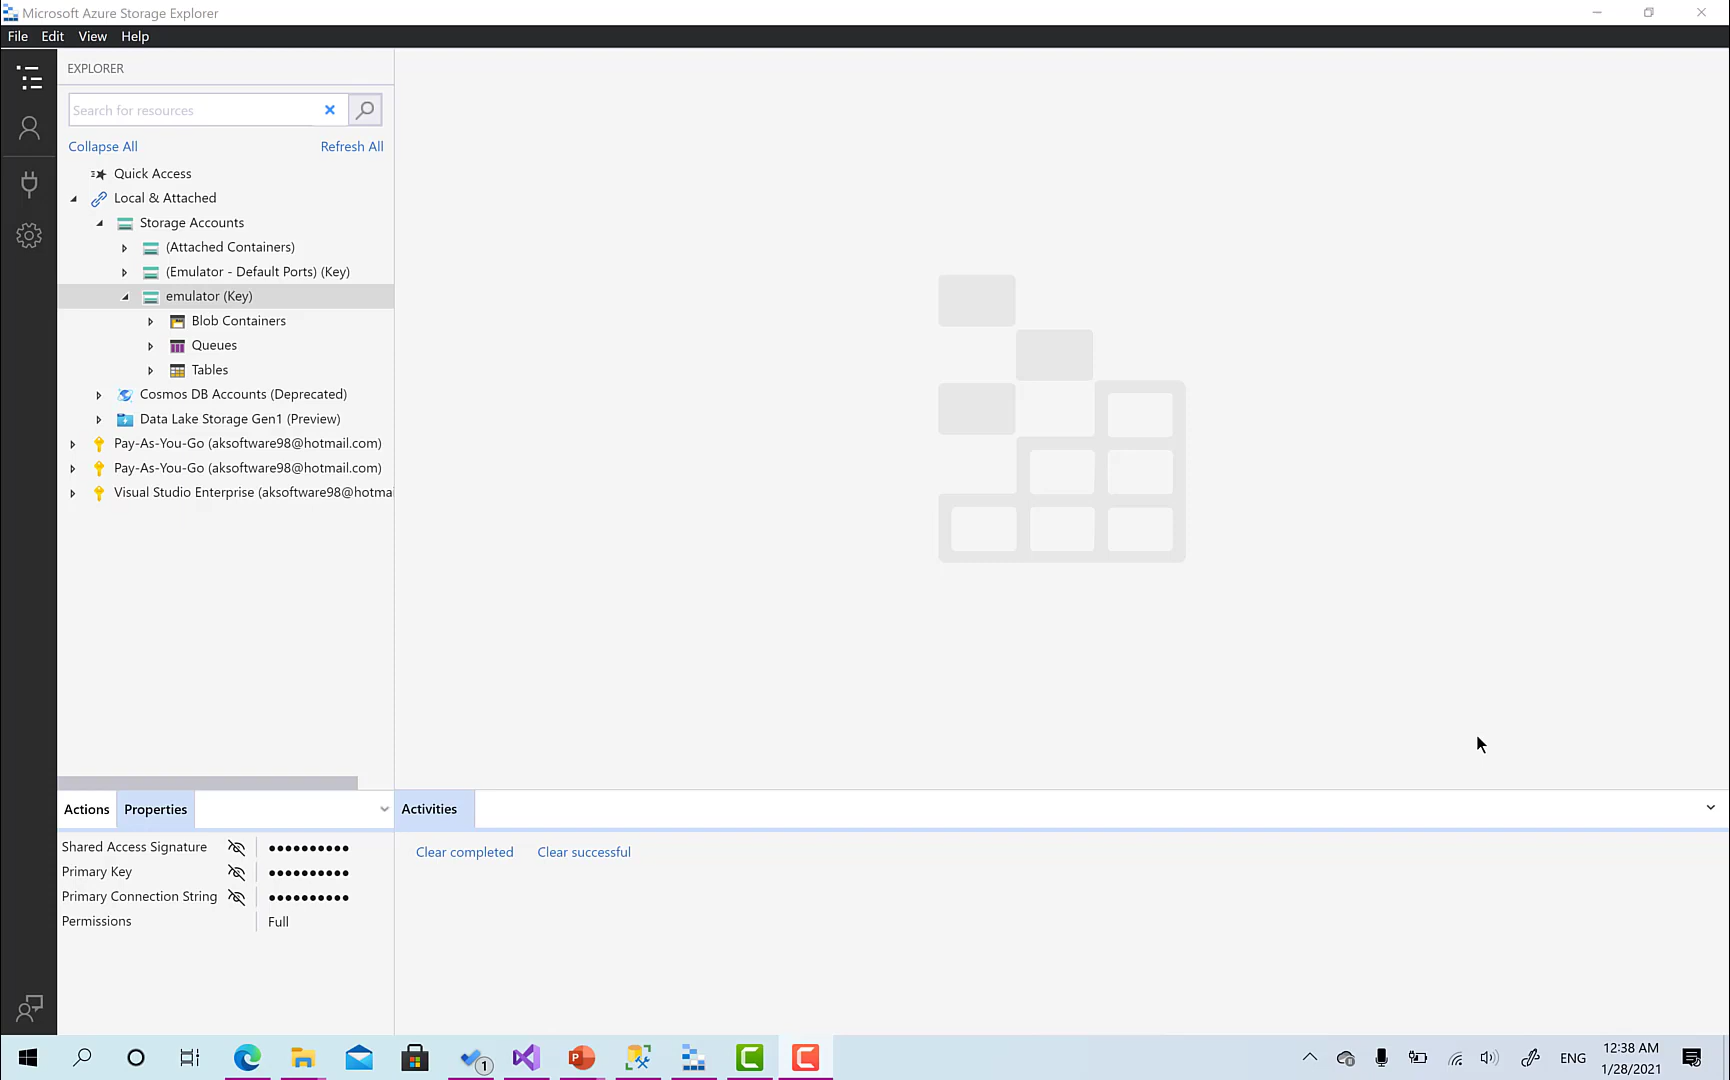 Microsoft Azure Storage Explorer
File Edit View Help
EXPLORER
Search for resources
Collapse All Refresh All
Quick Access
Local & Attached
Storage Accounts
(Attached Containers)
(Emulator - Default Ports) (Key)
emulator (Key)
Blob Containers
Queues
Tables
Cosmos DB Accounts (Deprecated)
Data Lake Storage Gen1 (Preview)
Pay-As-You-Go (aksoftware98@hotmail.com)
Pay-As-You-Go (aksoftware98@hotmail.com)
Visual Studio Enterprise (aksoftware98@hotmai
Actions Properties
Shared Access Signature ••••••••••
Primary Key ••••••••••
Primary Connection String ••••••••••
Permissions Full
Activities
Clear completed Clear successful
1
P
ENG
12:38 AM
1/28/2021